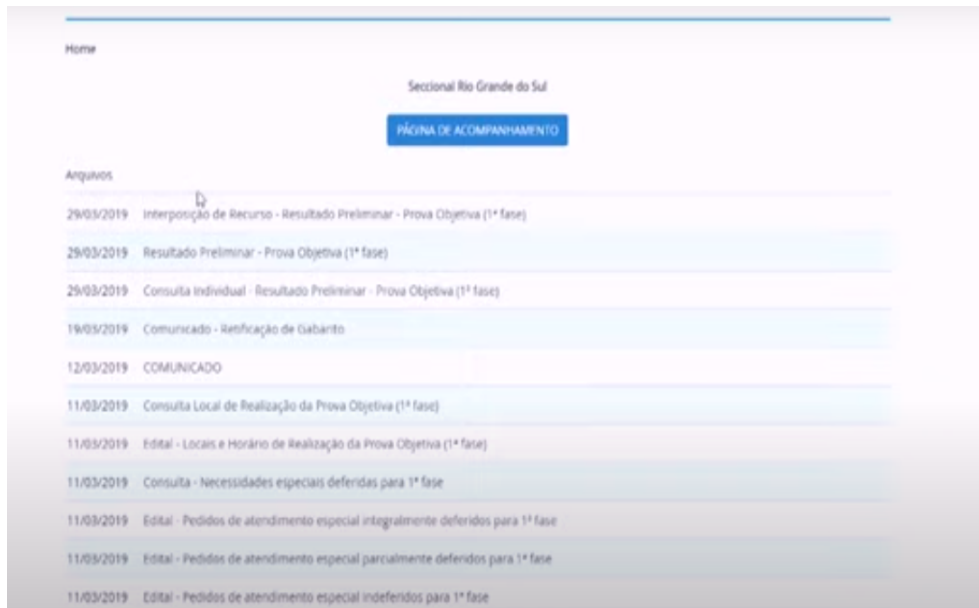 Home
Seccional Rio Grande do Sul
PÁGINA DE ACOMPANHAMENTO
Arquivos
29/03/2019 Interposição de Recurso - Resultado Preliminar - Prova Objetiva (1ª fase)
29/03/2019 Resultado Preliminar - Prova Objetiva (1ª fase)
29/03/2019 Consulta Individual - Resultado Preliminar - Prova Objetiva (1ª fase)
19/03/2019 Comunicado - Retificação de Gabarito
12/03/2019 COMUNICADO
11/03/2019 Consulta Local de Realização da Prova Objetiva (1ª fase)
11/03/2019 Edital - Locais e Horário de Realização da Prova Objetiva (1ª fase)
11/03/2019 Consulta - Necessidades especiais deferidas para 1ª fase
11/03/2019 Edital - Pedidos de atendimento especial integralmente deferidos para 1ª fase
11/03/2019 Edital - Pedidos de atendimento especial parcialmente deferidos para 1ª fase
11/03/2019 Edital - Pedidos de atendimento especial indeferidos para 1ª fase